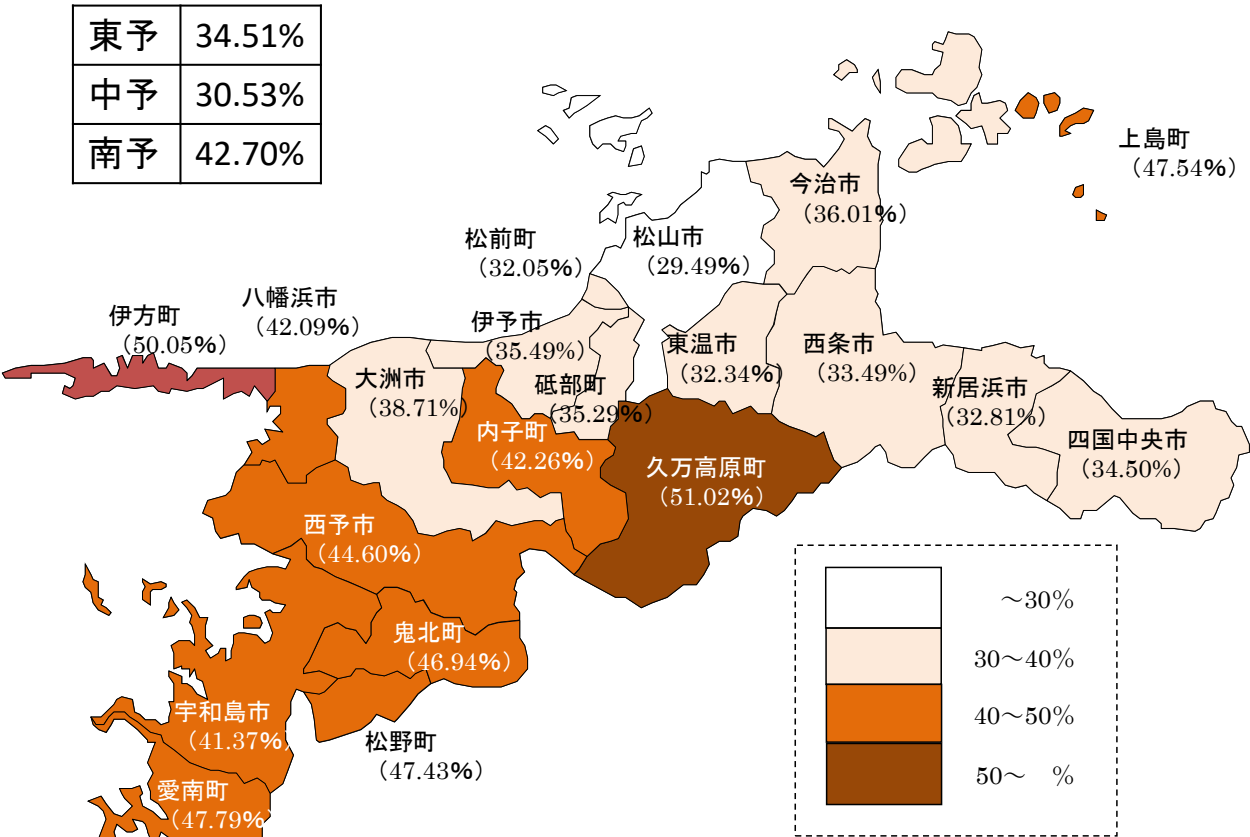 東予 34.51%
中予 30.53%
南予 42.70%
上島町
（47.54%）
今治市
（36.01%）
松前町
（32.05%）
松山市
（29.49%）
八幡浜市
（42.09%）
伊方町
（50.05%）
伊予市
（35.49%）
東温市
（32.34%）
西条市
（33.49%）
大洲市
（38.71%）
砥部町
（35.29%）
新居浜市
（32.81%）
内子町
（42.26%）
四国中央市
（34.50%）
久万高原町
（51.02%）
西予市
（44.60%）
鬼北町
（46.94%）
宇和島市
（41.37%）
松野町
（47.43%）
愛南町
（47.79%）
～30%
30～40%
40～50%
50～　%